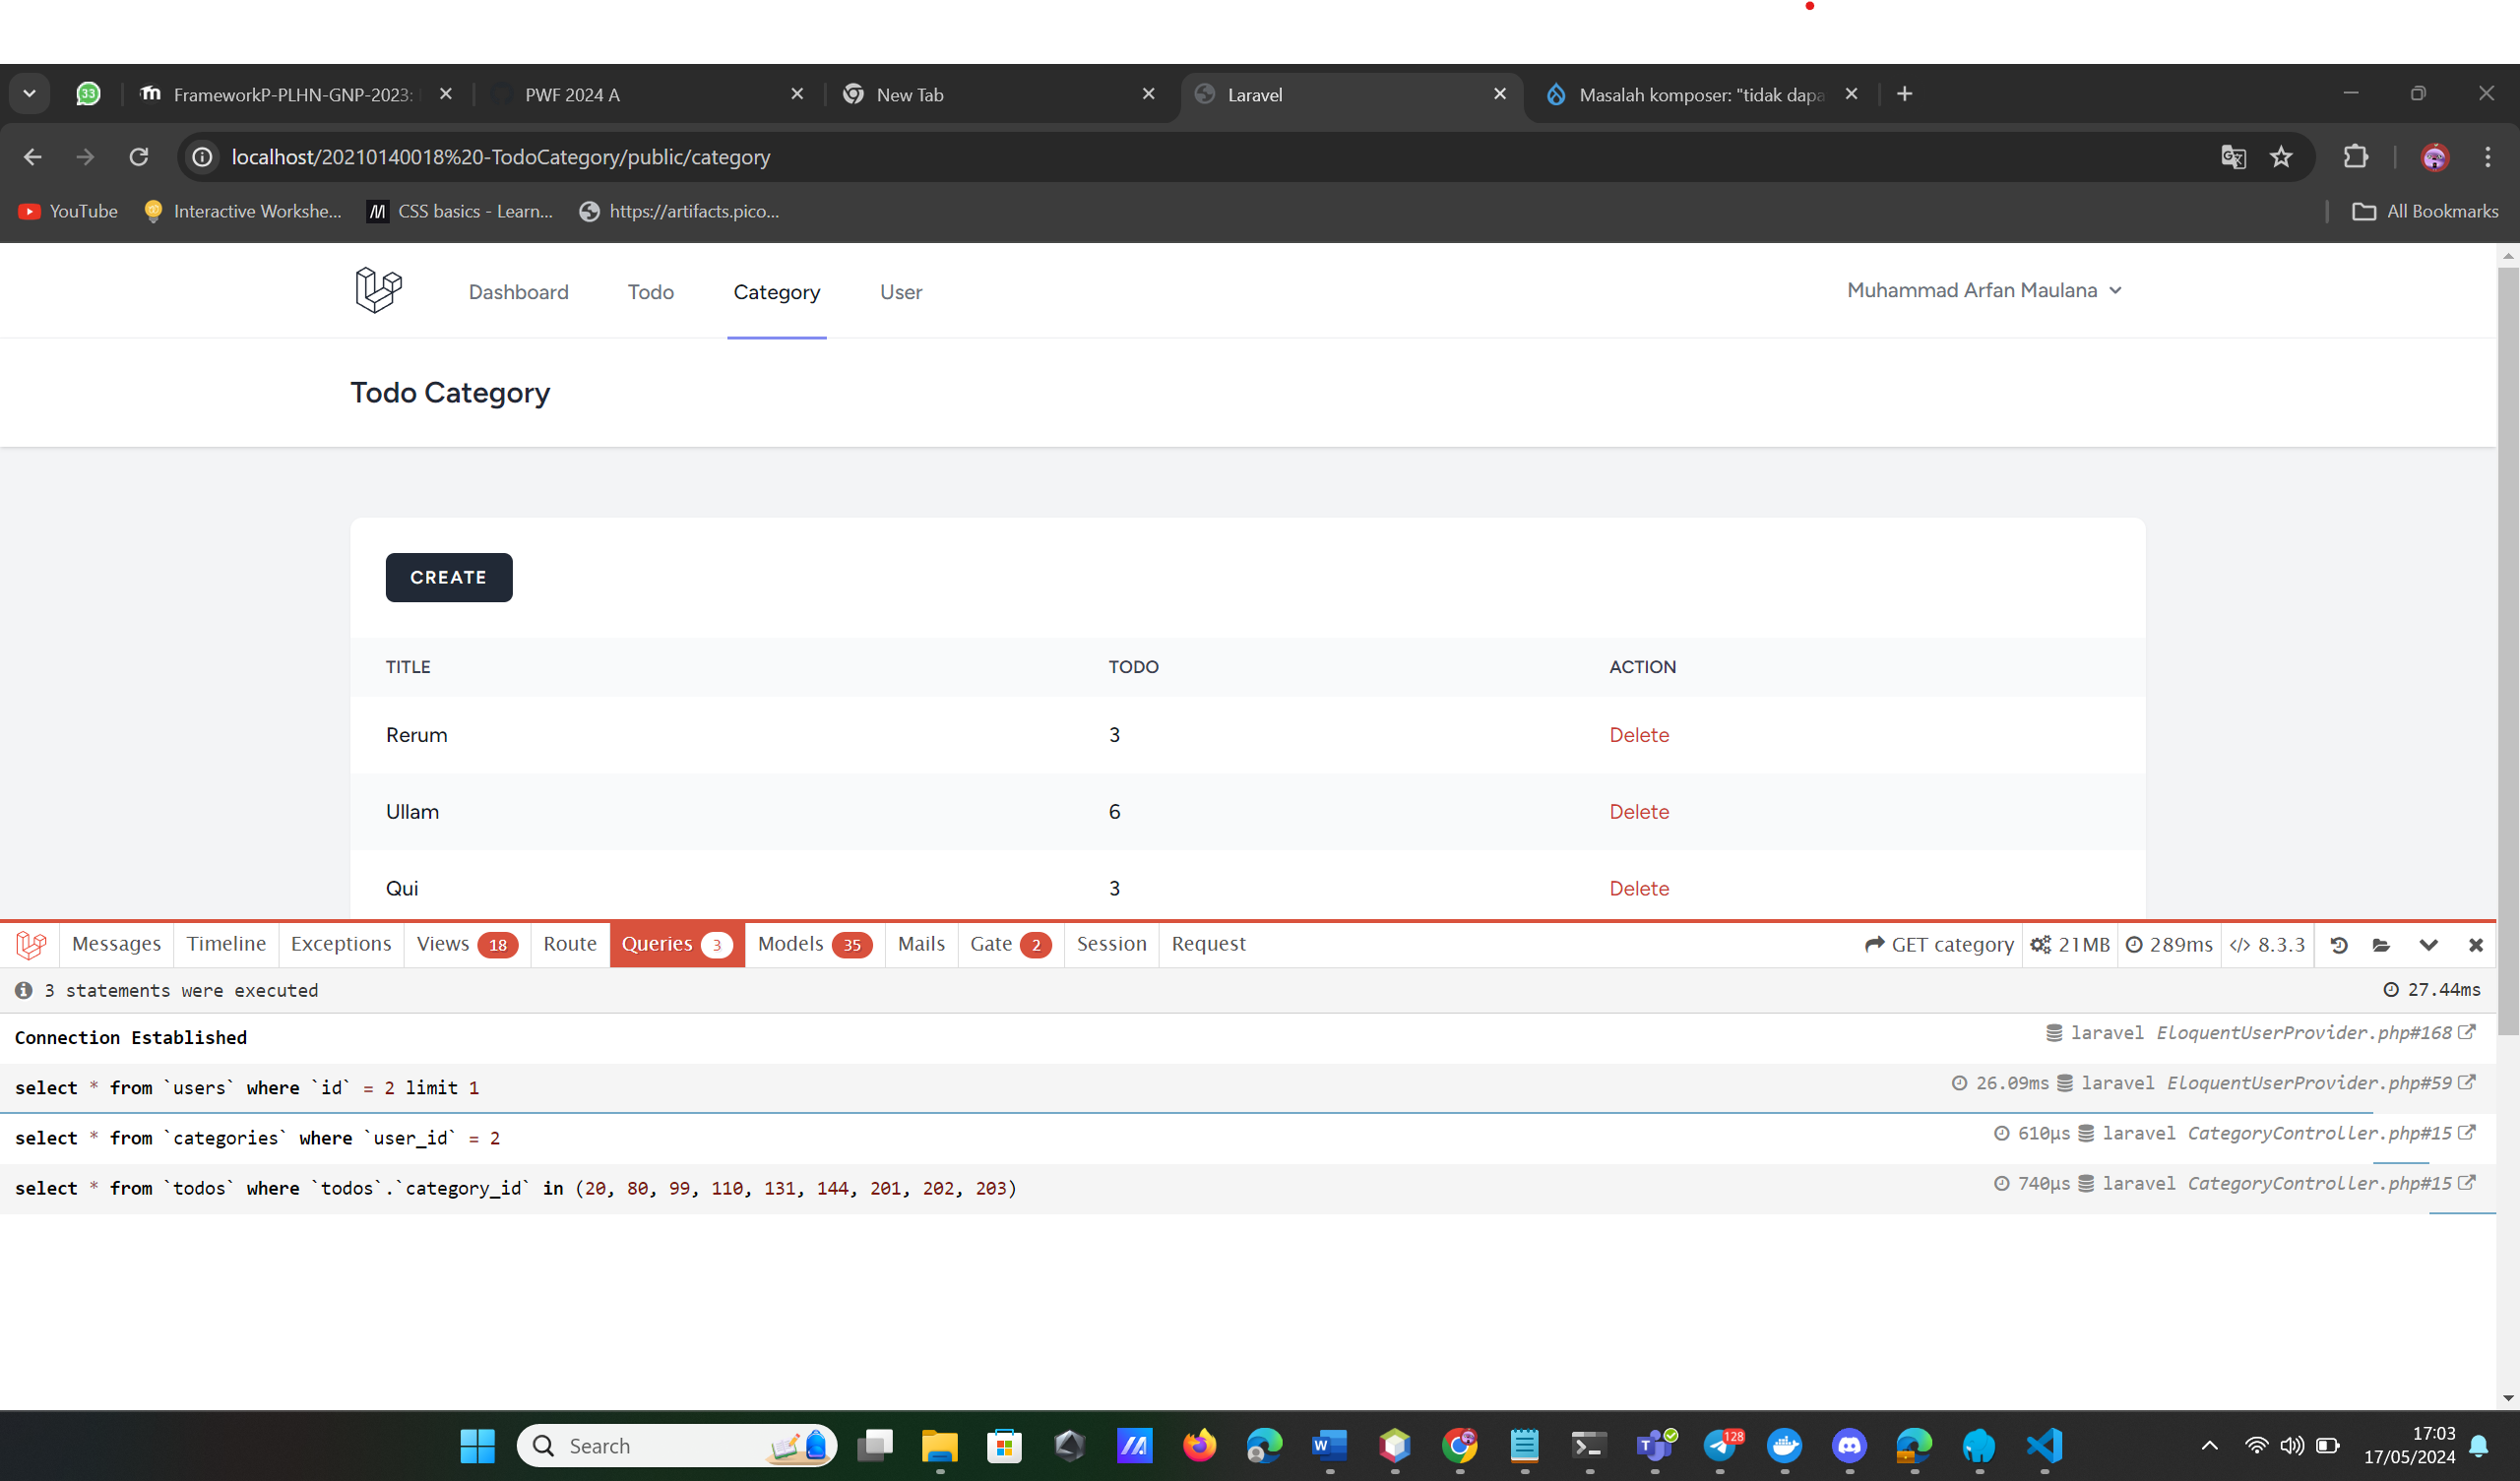 33 FrameworkP-PLHN-GNP-2023: PWF 2024 A New Tab Laravel Masalah komposer: "tidak dapa
localhost/20210140018%20-TodoCategory/public/category
YouTube Interactive Workshe... CSS basics - Learn... https://artifacts.pico... All Bookmarks
Dashboard Todo Category User Muhammad Arfan Maulana
Todo Category
CREATE
TITLE TODO ACTION
Rerum 3 Delete
Ullam 6 Delete
Qui 3 Delete
Messages Timeline Exceptions Views 18 Route Queries 3 Models 35 Mails Gate 2 Session Request GET category 21MB 289ms </> 8.3.3
3 statements were executed 27.44ms
Connection Established laravel EloquentUserProvider.php#168
select * from `users` where `id` = 2 limit 1 26.09ms laravel EloquentUserProvider.php#59
select * from `categories` where `user_id` = 2 610μs laravel CategoryController.php#15
select * from `todos` where `todos`.`category_id` in (20, 80, 99, 110, 131, 144, 201, 202, 203) 740μs laravel CategoryController.php#15
Search 128 17:03
17/05/2024